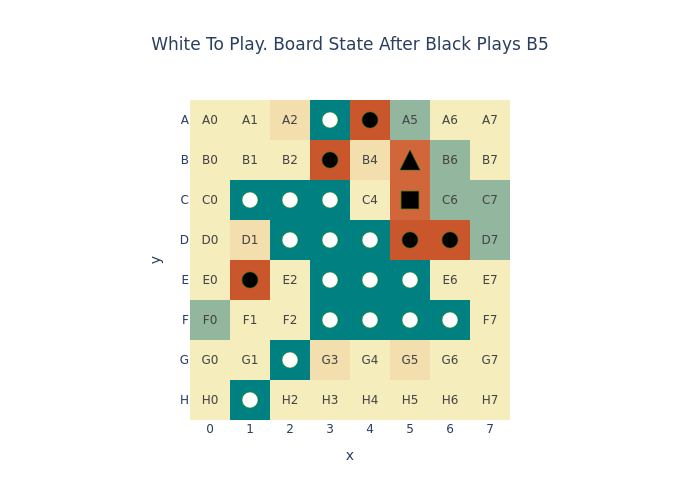 White To Play. Board State After Black Plays B5
A A0 A1 A2 A5 A6 A7
B B0 B1 B2 B4 B6 B7
C C0 C4 C6 C7
D D0 D1 D7
E E0 E2 E6 E7
F F0 F1 F2 F7
G G0 G1 G3 G4 G5 G6 G7
H H0 H2 H3 H4 H5 H6 H7
0 1 2 3 4 5 6 7
x
y